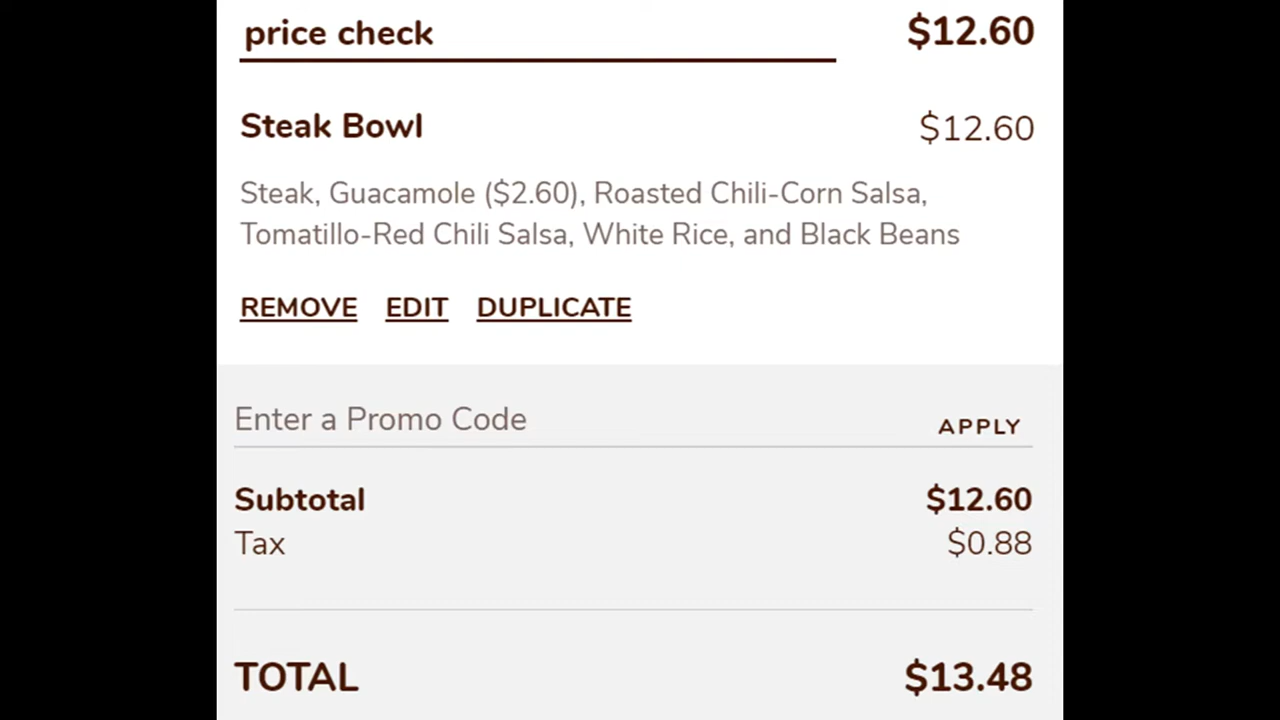 price check $12.60
Steak Bowl $12.60
Steak, Guacamole ($2.60), Roasted Chili-Corn Salsa,
Tomatillo-Red Chili Salsa, White Rice, and Black Beans
REMOVE EDIT DUPLICATE
Enter a Promo Code APPLY
Subtotal $12.60
Tax $0.88
TOTAL $13.48